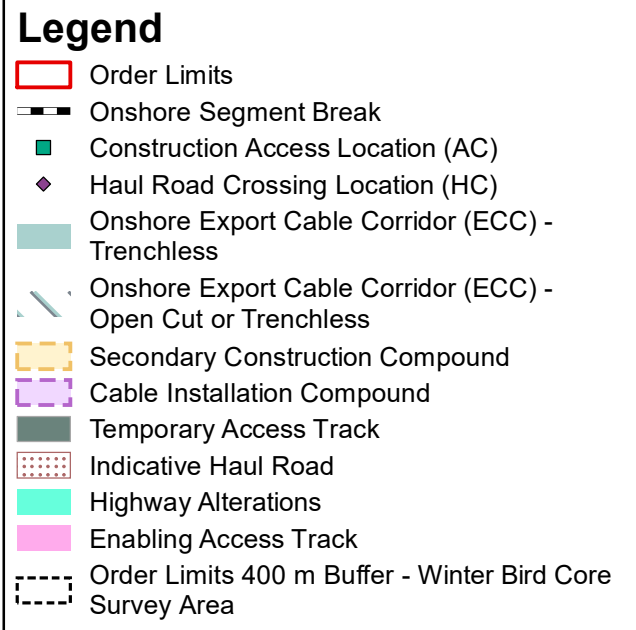 Legend
Order Limits
Onshore Segment Break
Construction Access Location (AC)
Haul Road Crossing Location (HC)
Onshore Export Cable Corridor (ECC) -
Trenchless
Onshore Export Cable Corridor (ECC) -
Open Cut or Trenchless
Secondary Construction Compound
Cable Installation Compound
Temporary Access Track
Indicative Haul Road
Highway Alterations
Enabling Access Track
Order Limits 400 m Buffer - Winter Bird Core
Survey Area